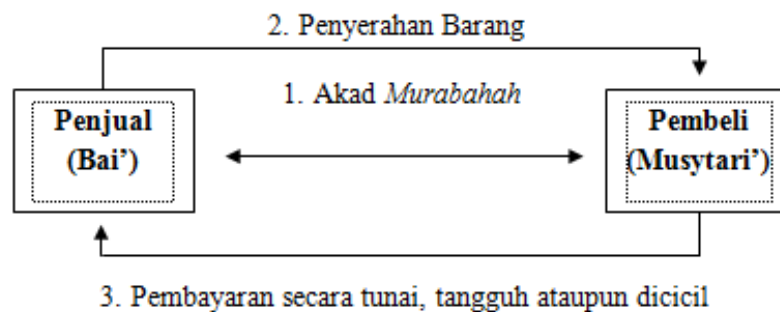 2. Penyerahan Barang
1. Akad Murabahah
Penjual
(Bai’)
Pembeli
(Musytari’)
3. Pembayaran secara tunai, tangguh ataupun dicicil